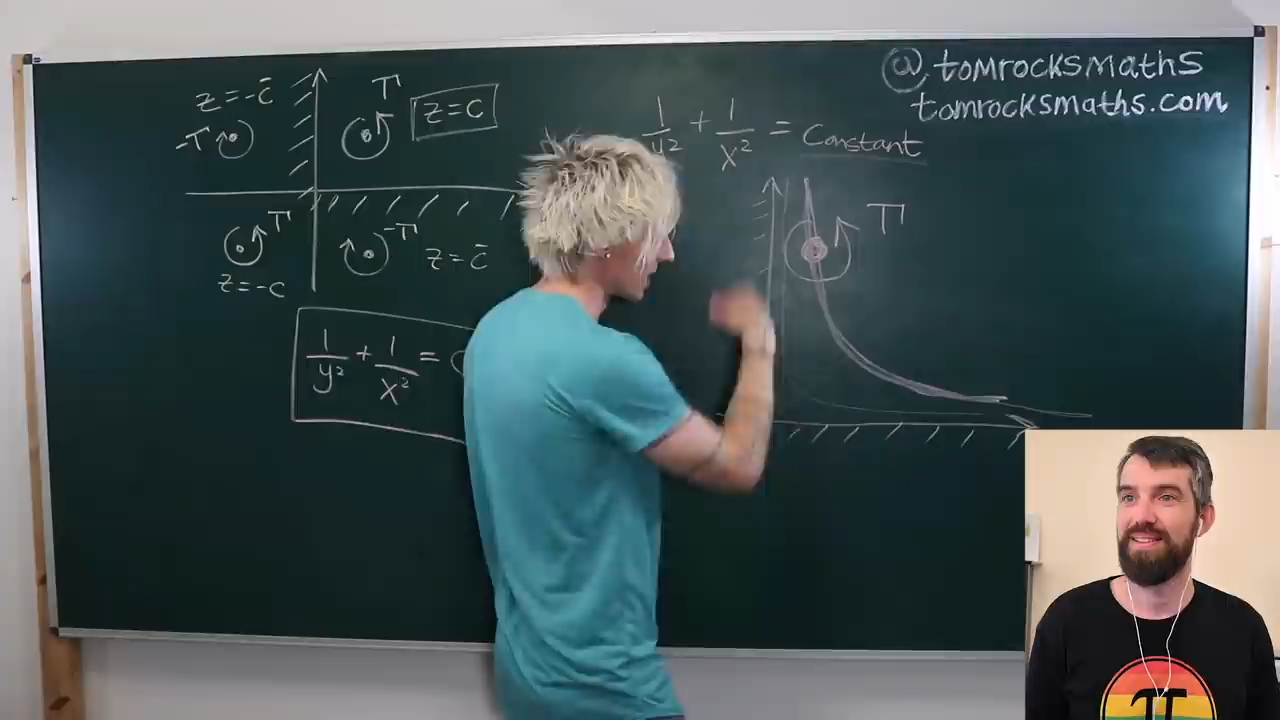 @tomrocksmaths
tomrocksmaths.com
z=-c̄
-Γ
Γ
z=c
Γ
z=-c
-Γ
z=c̄
1/y² + 1/x² =
1/y² + 1/x² = Constant
Γ
π